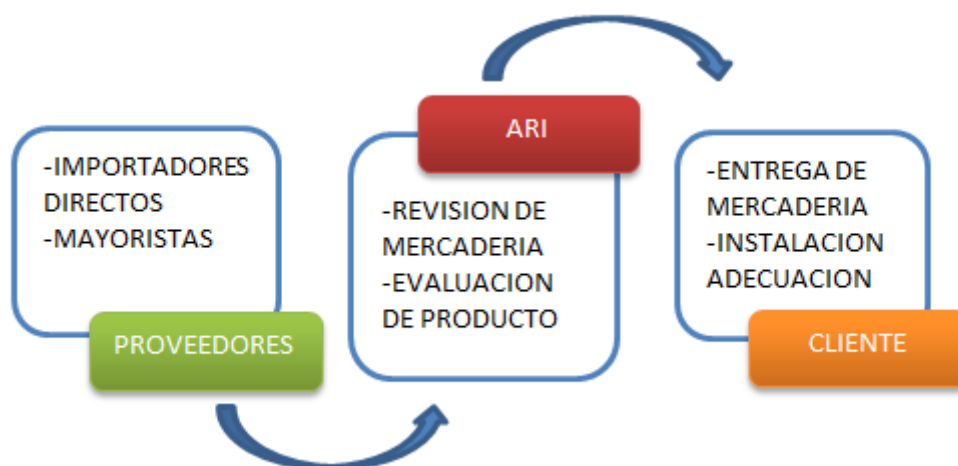 -IMPORTADORES
DIRECTOS
-MAYORISTAS
PROVEEDORES
ARI
-REVISION DE
MERCADERIA
-EVALUACION
DE PRODUCTO
-ENTREGA DE
MERCADERIA
-INSTALACION
ADECUACION
CLIENTE